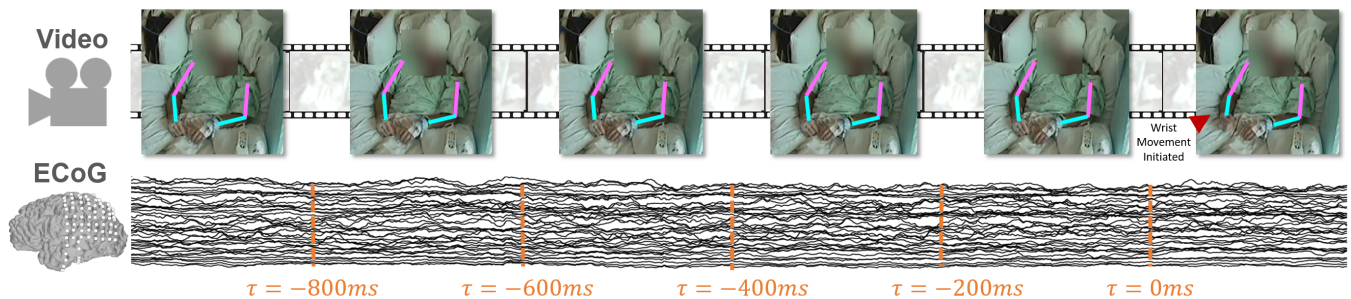 Video
Wrist
Movement
Initiated
ECoG
τ = −800ms
τ = −600ms
τ = −400ms
τ = −200ms
τ = 0ms